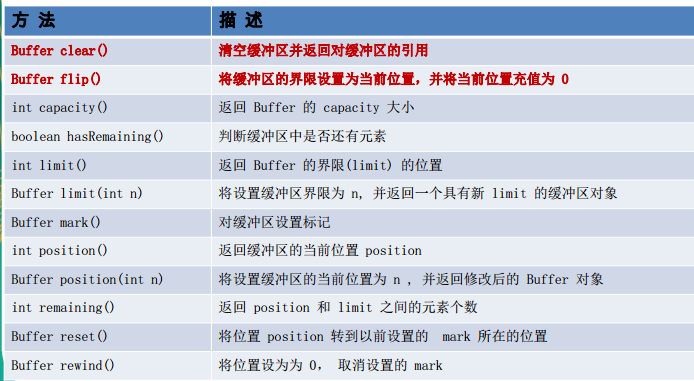 方 法 描 述
Buffer clear() 清空缓冲区并返回对缓冲区的引用
Buffer flip() 将缓冲区的界限设置为当前位置，并将当前位置充值为 0
int capacity() 返回 Buffer 的 capacity 大小
boolean hasRemaining() 判断缓冲区中是否还有元素
int limit() 返回 Buffer 的界限(limit) 的位置
Buffer limit(int n) 将设置缓冲区界限为 n, 并返回一个具有新 limit 的缓冲区对象
Buffer mark() 对缓冲区设置标记
int position() 返回缓冲区的当前位置 position
Buffer position(int n) 将设置缓冲区的当前位置为 n , 并返回修改后的 Buffer 对象
int remaining() 返回 position 和 limit 之间的元素个数
Buffer reset() 将位置 position 转到以前设置的 mark 所在的位置
Buffer rewind() 将位置设为为 0， 取消设置的 mark